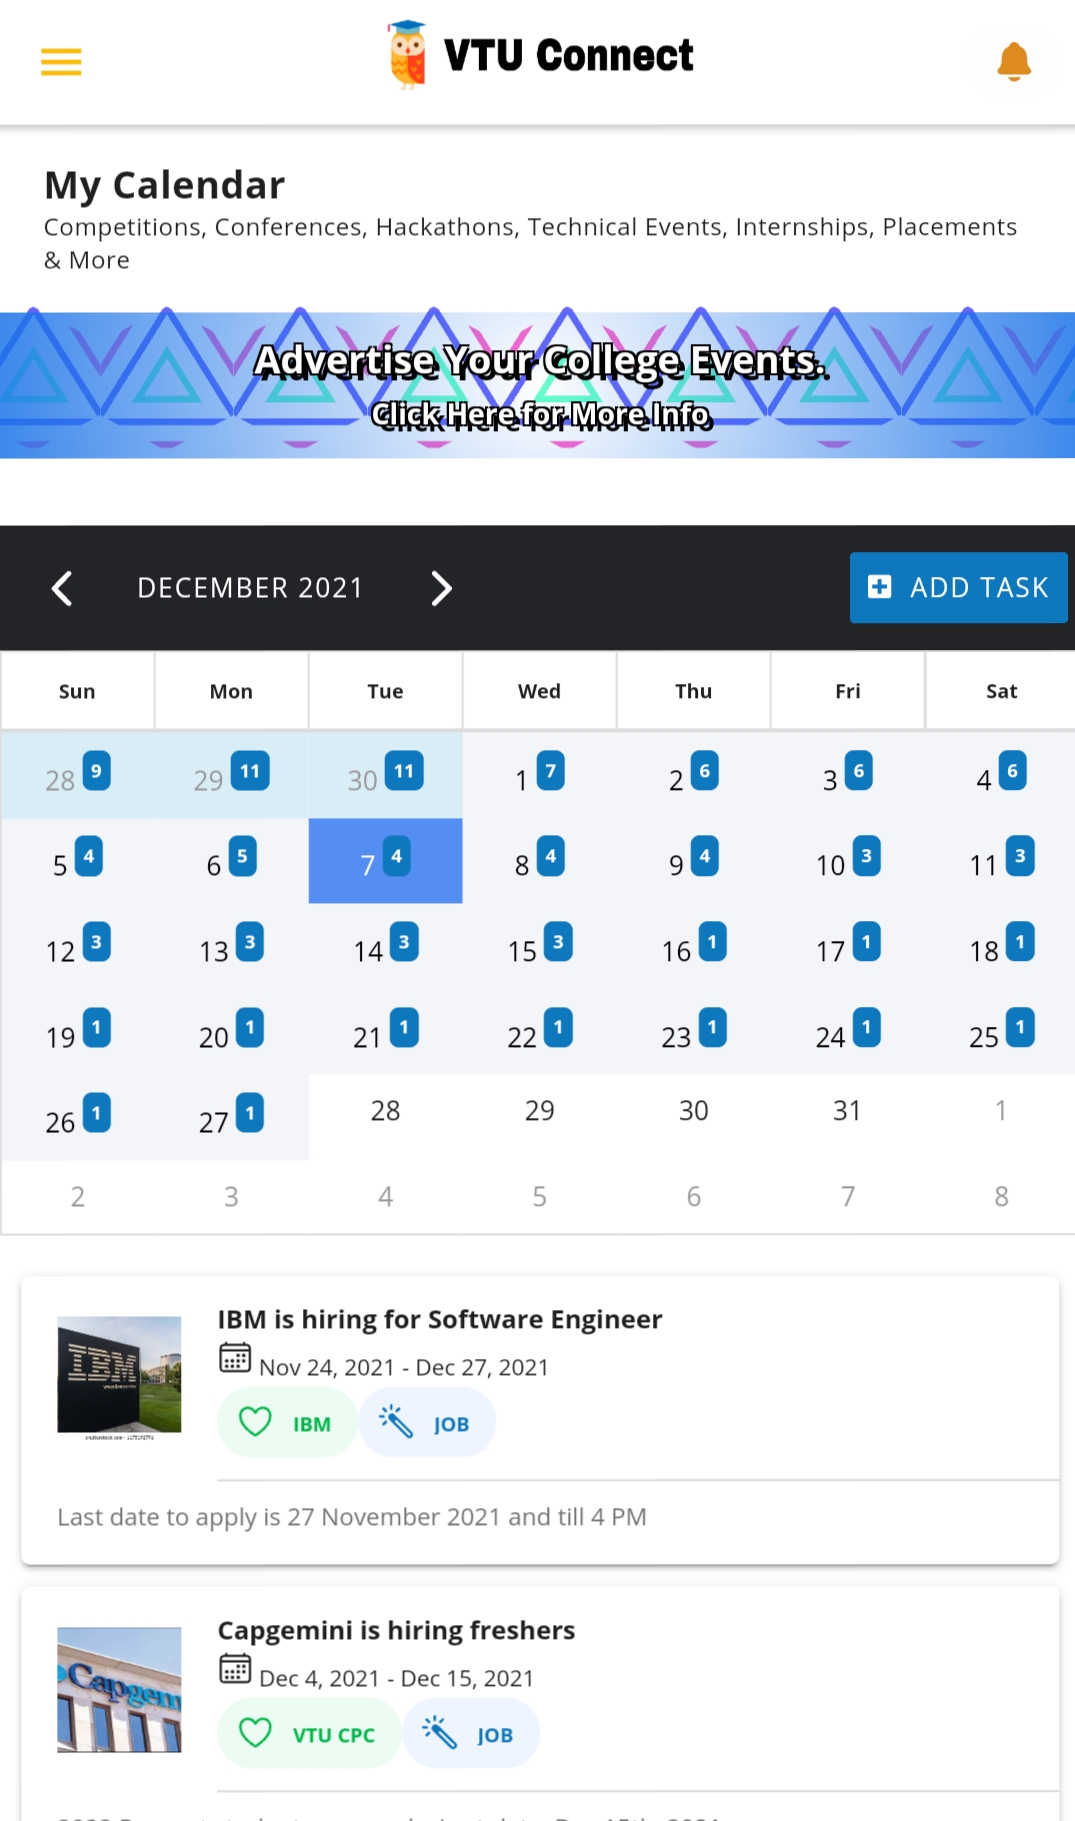 VTU Connect
My Calendar
Competitions, Conferences, Hackathons, Technical Events, Internships, Placements
& More
Advertise Your College Events.
Click Here for More Info
DECEMBER 2021
ADD TASK
Sun Mon Tue Wed Thu Fri Sat
28 9 29 11 30 11 1 7 2 6 3 6 4 6
5 4 6 5 7 4 8 4 9 4 10 3 11 3
12 3 13 3 14 3 15 3 16 1 17 1 18 1
19 1 20 1 21 1 22 1 23 1 24 1 25 1
26 1 27 1 28 29 30 31 1
2 3 4 5 6 7 8
IBM is hiring for Software Engineer
Nov 24, 2021 - Dec 27, 2021
IBM JOB
IBM
Last date to apply is 27 November 2021 and till 4 PM
Capgemini is hiring freshers
Dec 4, 2021 - Dec 15, 2021
VTU CPC JOB
Capgem